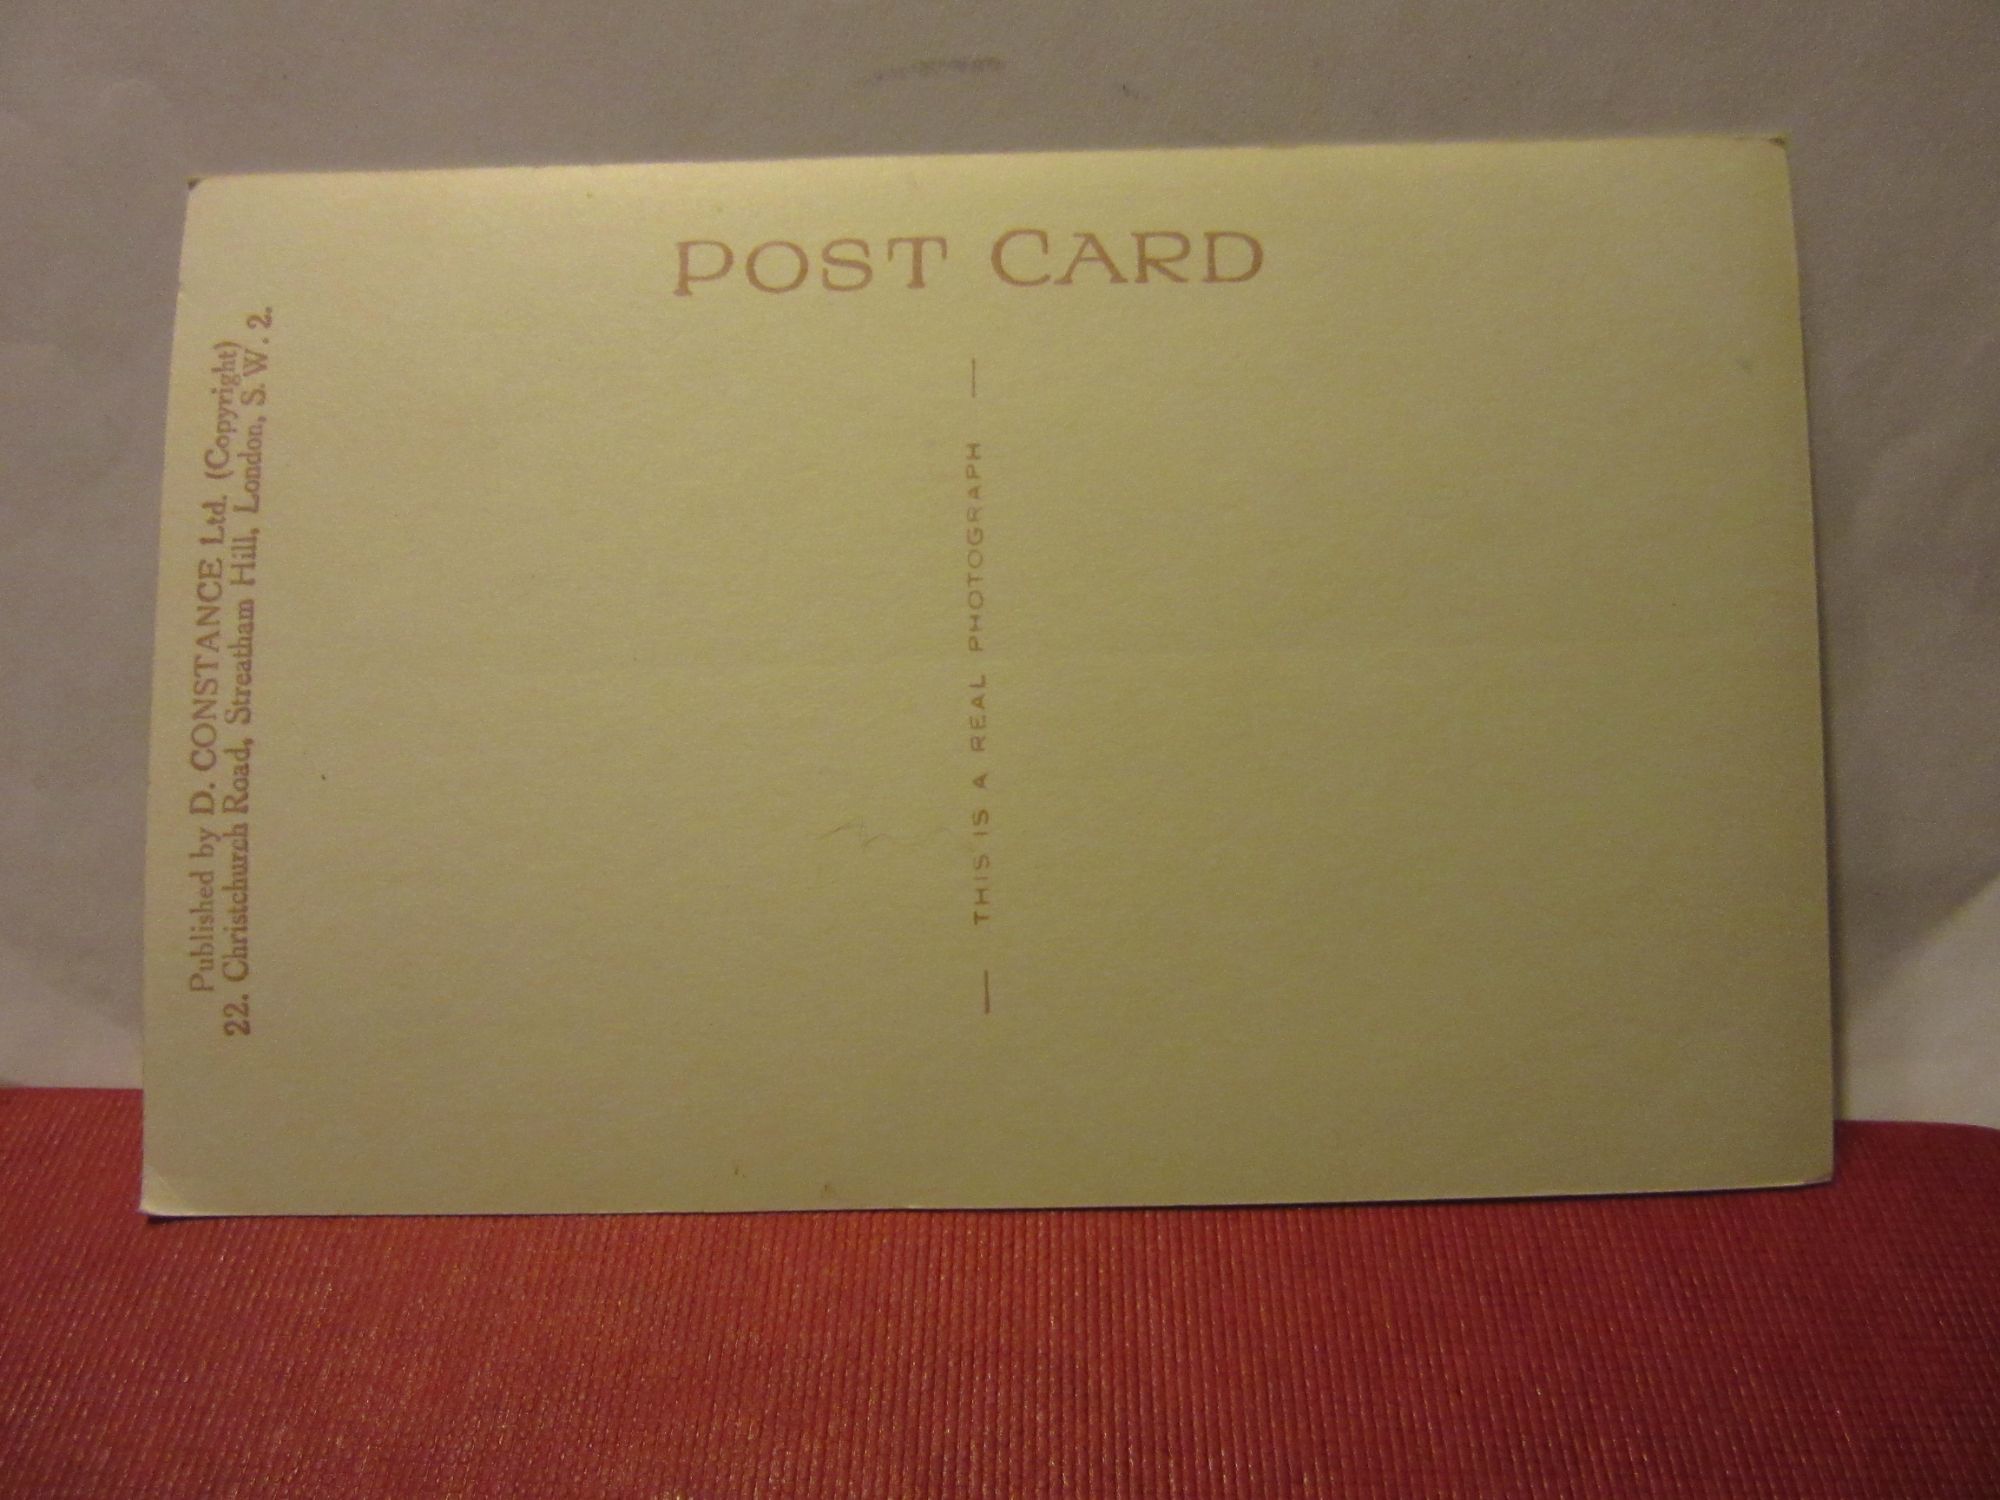 POST CARD
Published by D. CONSTANCE Ltd. (Copyright)
22. Christchurch Road, Streatham Hill, London, S. W. 2.
— THIS IS A REAL PHOTOGRAPH —